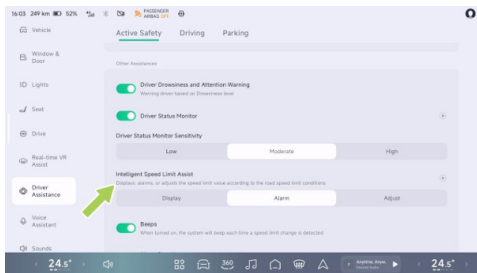 16:03 249 km 52% PASSENGER AIRBAG OFF
Vehicle
Window & Door
Lights
Seat
Drive
Real-time VR Assist
Driver Assistance
Voice Assistant
Sounds
Active Safety Driving Parking
Other Assistances
Driver Drowsiness and Attention Warning
Warning driver based on Drowsiness level
Driver Status Monitor
Driver Status Monitor Sensitivity
Low Moderate High
Intelligent Speed Limit Assist
Displays, alarms, or adjusts the speed limit value according to the road speed limit conditions
Display Alarm Adjust
Beeps
When turned on, the system will beep each time a speed limit change is detected
24.5° 360 24.5°